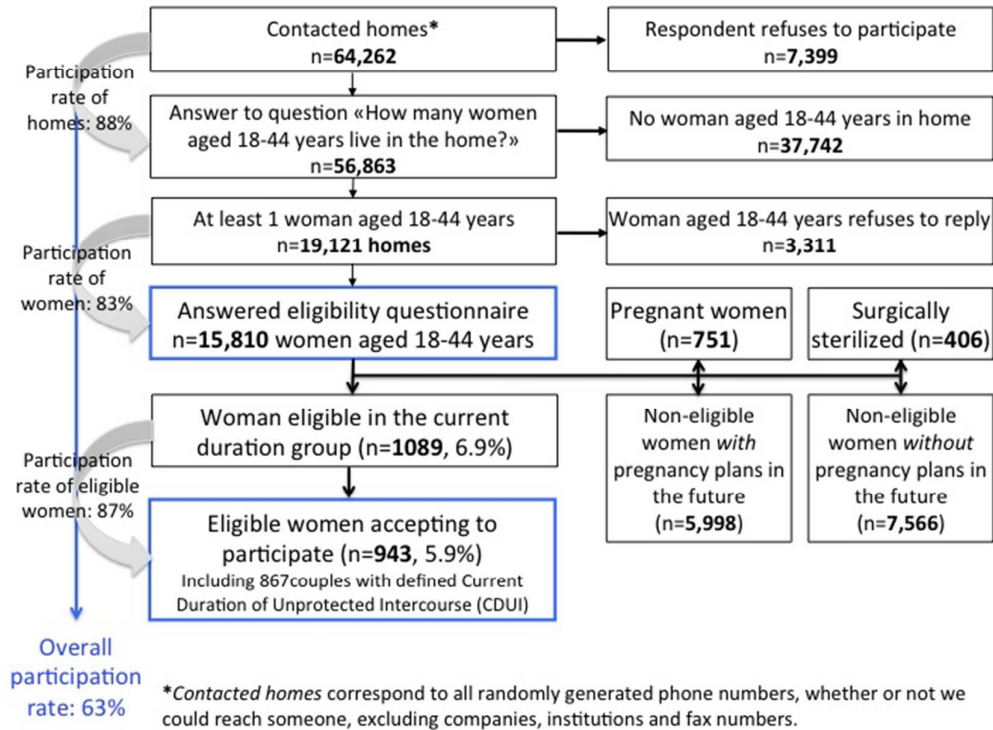 Contacted homes*
n=64,262
Respondent refuses to participate
n=7,399
Participation
rate of
homes: 88%
Answer to question «How many women
aged 18-44 years live in the home?»
n=56,863
No woman aged 18-44 years in home
n=37,742
At least 1 woman aged 18-44 years
n=19,121 homes
Woman aged 18-44 years refuses to reply
n=3,311
Participation
rate of
women: 83%
Answered eligibility questionnaire
n=15,810 women aged 18-44 years
Pregnant women
(n=751)
Surgically
sterilized (n=406)
Woman eligible in the current
duration group (n=1089, 6.9%)
Non-eligible
women with
pregnancy plans in
the future
(n=5,998)
Non-eligible
women without
pregnancy plans in
the future
(n=7,566)
Participation
rate of eligible
women: 87%
Eligible women accepting to
participate (n=943, 5.9%)
Including 867couples with defined Current
Duration of Unprotected Intercourse (CDUI)
Overall
participation
rate: 63%
*Contacted homes correspond to all randomly generated phone numbers, whether or not we
could reach someone, excluding companies, institutions and fax numbers.